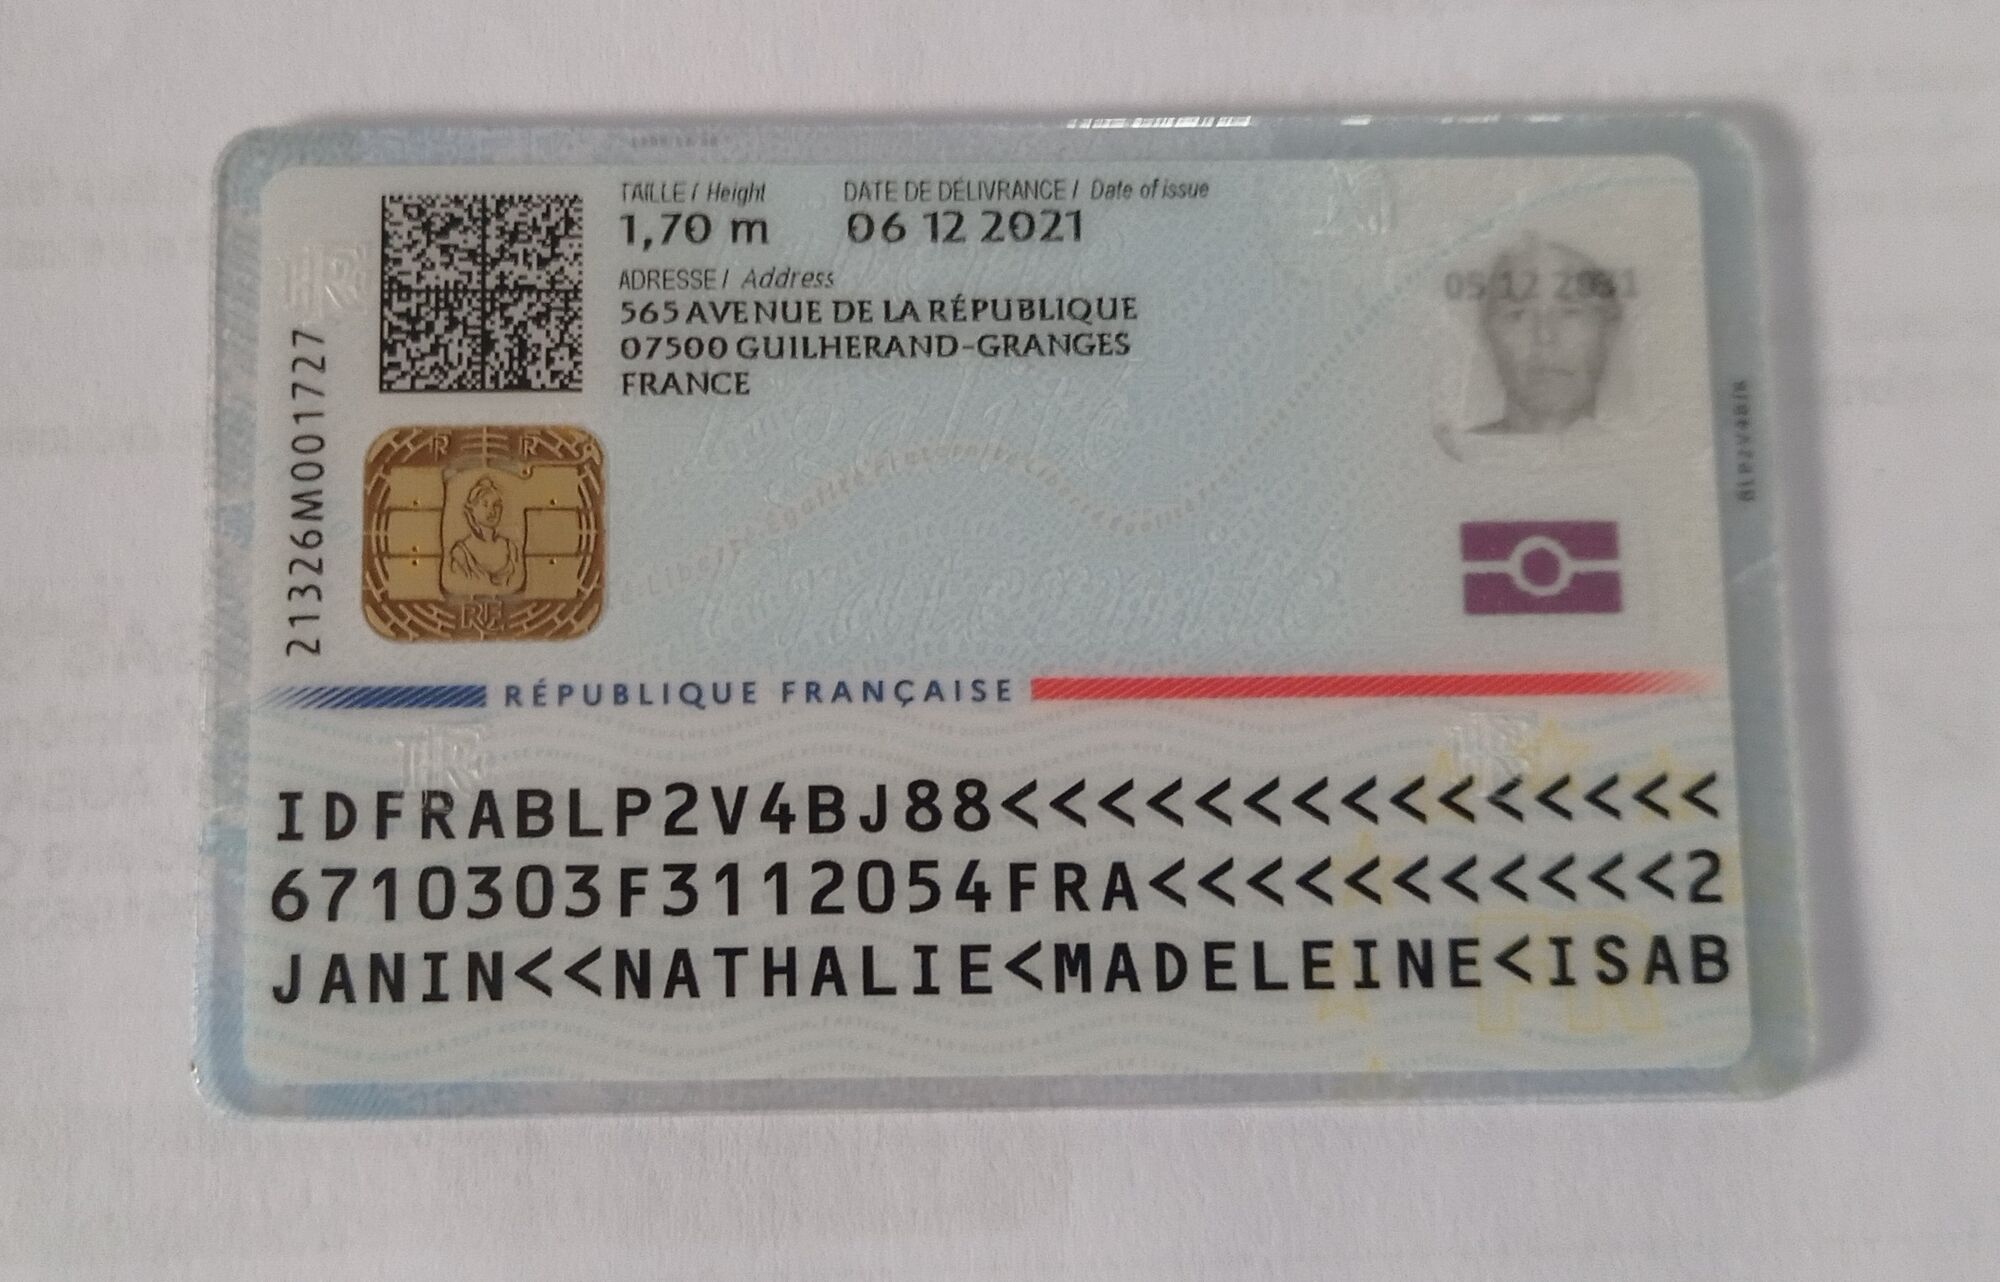 TAILLE / Height
1,70 m
DATE DE DÉLIVRANCE / Date of issue
06 12 2021
ADRESSE / Address
565 AVENUE DE LA RÉPUBLIQUE
07500 GUILHERAND-GRANGES
FRANCE
21326M001727
RÉPUBLIQUE FRANÇAISE
IDFRABLP2V4BJ88<<<<<<<<<<<<<<<
6710303F3112054FRA<<<<<<<<<<<2
JANIN<<NATHALIE<MADELEINE<ISAB